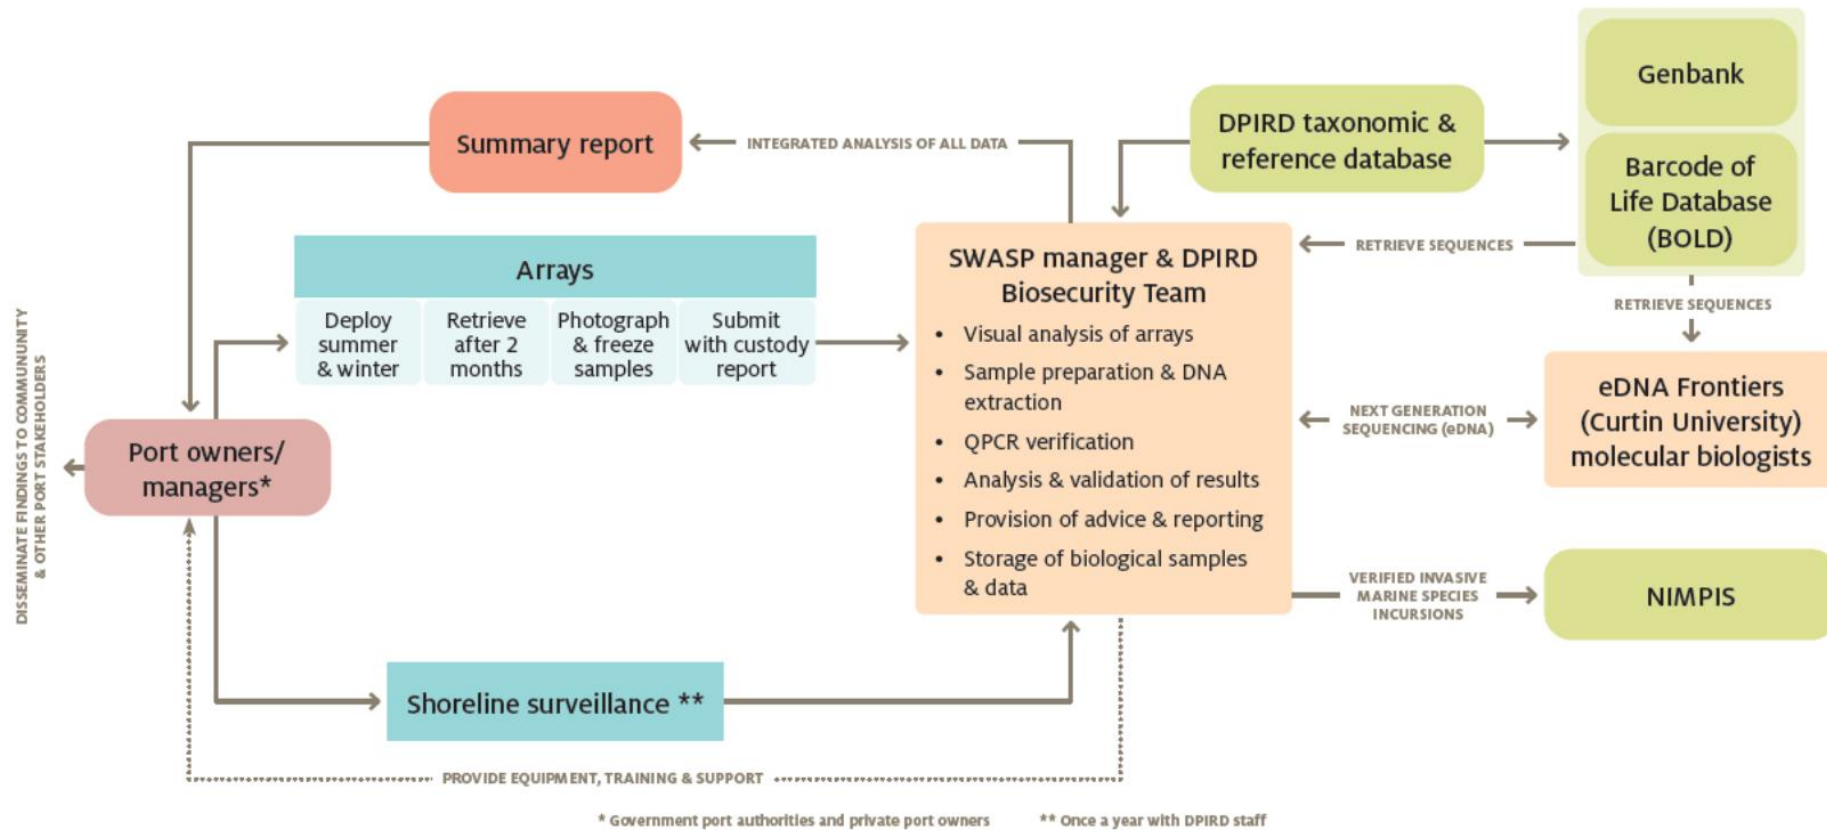 Genbank
Summary report
INTEGRATED ANALYSIS OF ALL DATA
DPIRD taxonomic &
reference database
Barcode of
Life Database
(BOLD)
RETRIEVE SEQUENCES
RETRIEVE SEQUENCES
Arrays
Deploy
summer
& winter
Retrieve
after 2
months
Photograph
& freeze
samples
Submit
with custody
report
SWASP manager & DPIRD
Biosecurity Team
• Visual analysis of arrays
• Sample preparation & DNA
extraction
• QPCR verification
• Analysis & validation of results
• Provision of advice & reporting
• Storage of biological samples
& data
NEXT GENERATION
SEQUENCING (eDNA)
eDNA Frontiers
(Curtin University)
molecular biologists
DISSEMINATE FINDINGS TO COMMUNUNITY
& OTHER PORT STAKEHOLDERS
Port owners/
managers*
VERIFIED INVASIVE
MARINE SPECIES
INCURSIONS
NIMPIS
Shoreline surveillance **
PROVIDE EQUIPMENT, TRAINING & SUPPORT
* Government port authorities and private port owners
** Once a year with DPIRD staff